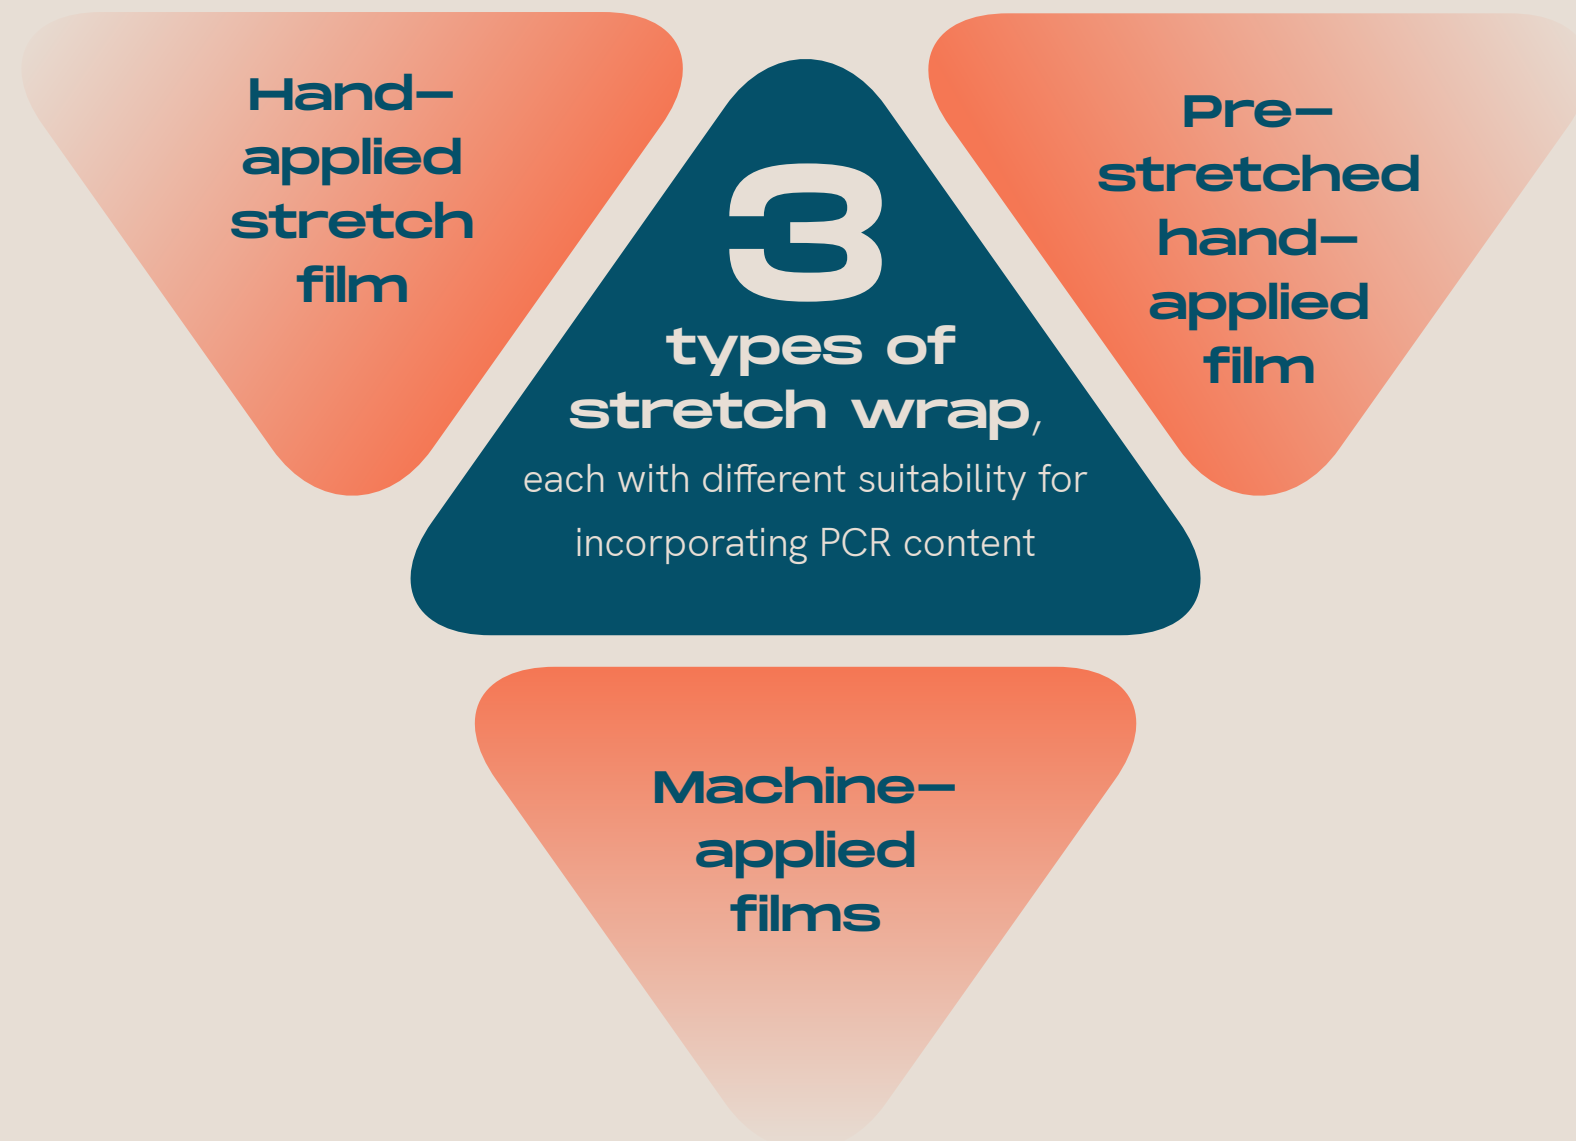 Hand-
applied
stretch
film
3
types of
stretch wrap,
each with different suitability for
incorporating PCR content
Pre-
stretched
hand-
applied
film
Machine-
applied
films